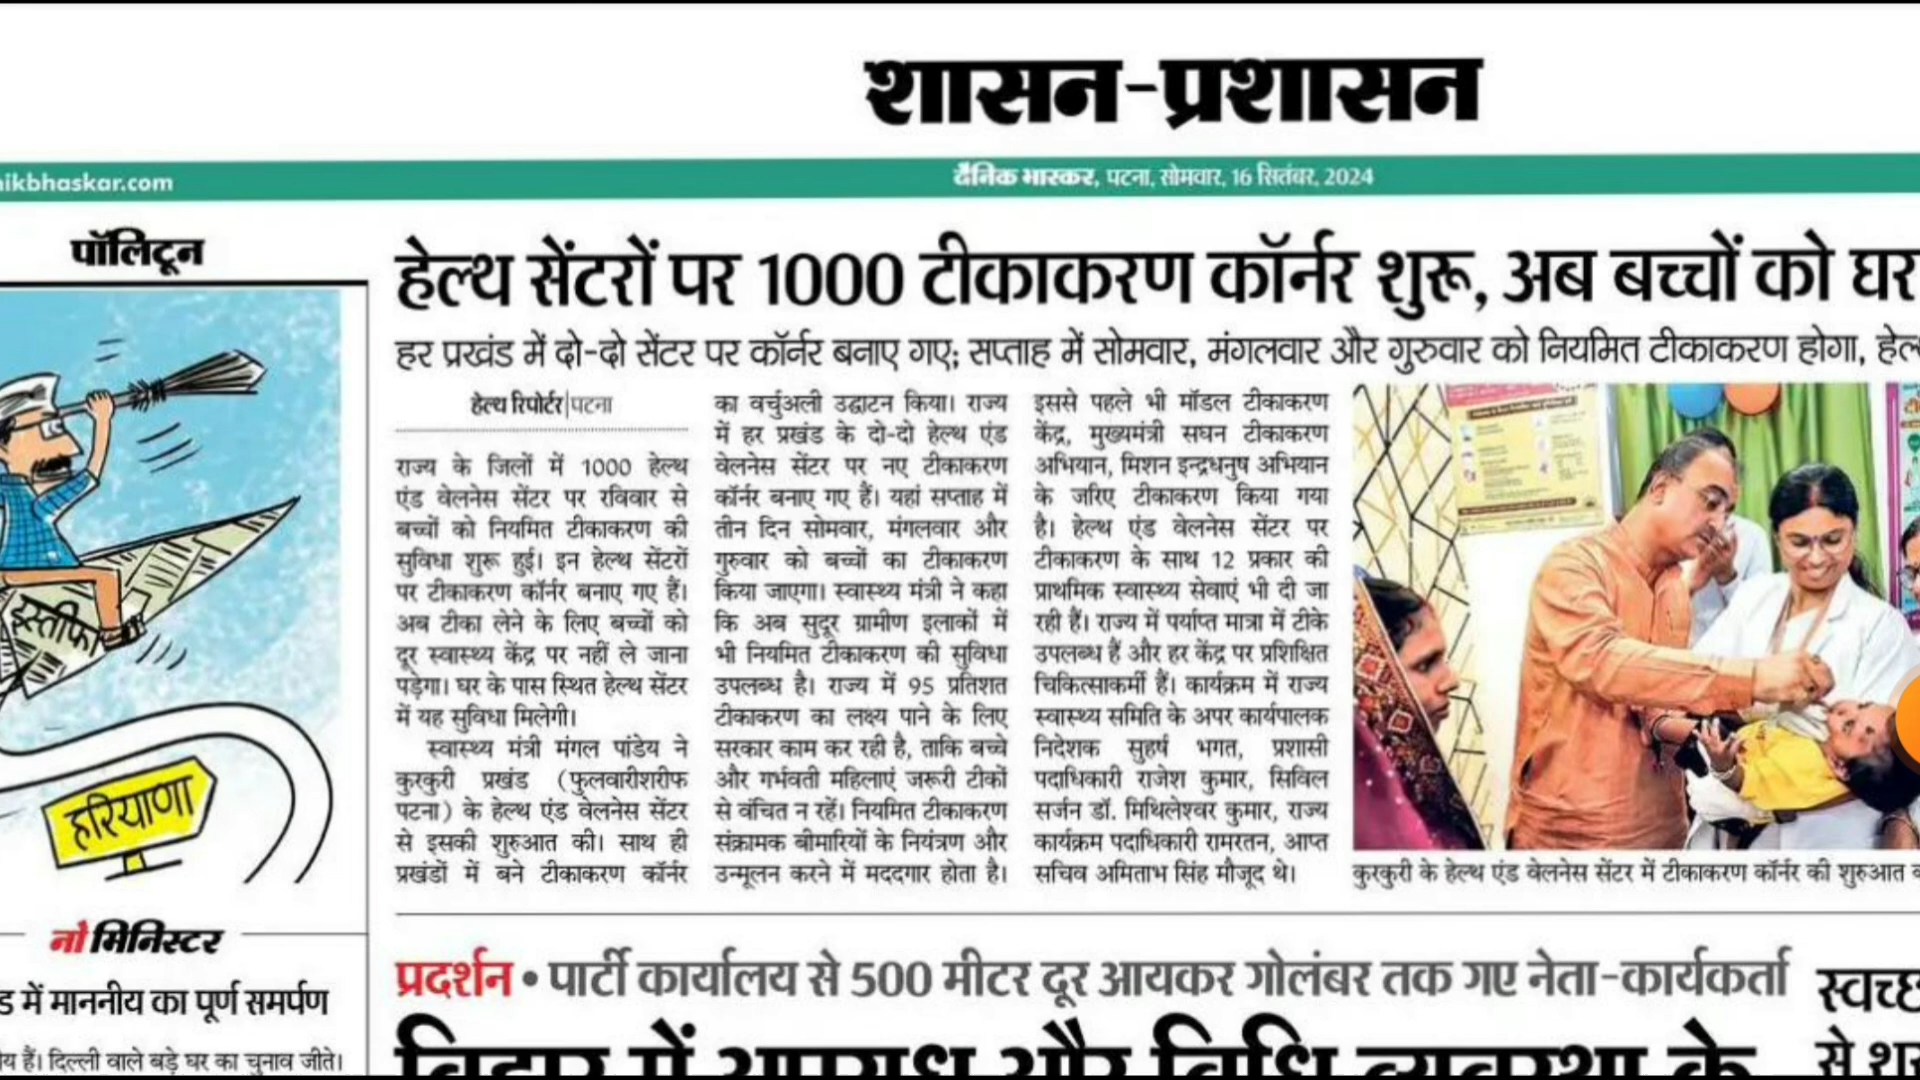 शासन-प्रशासन
ikbhaskar.com
दैनिक भास्कर, पटना, सोमवार, 16 सितंबर, 2024
पॉलिटून
इस्तीफा
हरियाणा
नो मिनिस्टर
में माननीय का पूर्ण समर्पण
हैं। दिल्ली वाले बड़े घर का चुनाव जीते।
हेल्थ सेंटरों पर 1000 टीकाकरण कॉर्नर शुरू, अब बच्चों को घर
हर प्रखंड में दो-दो सेंटर पर कॉर्नर बनाए गए; सप्ताह में सोमवार, मंगलवार और गुरुवार को नियमित टीकाकरण होगा,
हेल्थ रिपोर्टर|पटना
राज्य के जिलों में 1000 हेल्थ
एंड वेलनेस सेंटर पर रविवार से
बच्चों को नियमित टीकाकरण की
सुविधा शुरू हुई। इन हेल्थ सेंटरों
पर टीकाकरण कॉर्नर बनाए गए हैं।
अब टीका लेने के लिए बच्चों को
दूर स्वास्थ्य केंद्र पर नहीं ले जाना
पड़ेगा। घर के पास स्थित हेल्थ सेंटर
में यह सुविधा मिलेगी।
स्वास्थ्य मंत्री मंगल पांडेय ने
कुरकुरी प्रखंड (फुलवारीशरीफ
पटना) के हेल्थ एंड वेलनेस सेंटर
से इसकी शुरुआत की। साथ ही
प्रखंडों में बने टीकाकरण कॉर्नर
का वर्चुअली उद्घाटन किया। राज्य
में हर प्रखंड के दो-दो हेल्थ एंड
वेलनेस सेंटर पर नए टीकाकरण
कॉर्नर बनाए गए हैं। यहां सप्ताह में
तीन दिन सोमवार, मंगलवार और
गुरुवार को बच्चों का टीकाकरण
किया जाएगा। स्वास्थ्य मंत्री ने कहा
कि अब सुदूर ग्रामीण इलाकों में
भी नियमित टीकाकरण की सुविधा
उपलब्ध है। राज्य में 95 प्रतिशत
टीकाकरण का लक्ष्य पाने के लिए
सरकार काम कर रही है, ताकि बच्चे
और गर्भवती महिलाएं जरूरी टीकों
से वंचित न रहें। नियमित टीकाकरण
संक्रामक बीमारियों के नियंत्रण और
उन्मूलन करने में मददगार होता है।
इससे पहले भी मॉडल टीकाकरण
केंद्र, मुख्यमंत्री सघन टीकाकरण
अभियान, मिशन इन्द्रधनुष अभियान
के जरिए टीकाकरण किया गया
है। हेल्थ एंड वेलनेस सेंटर पर
टीकाकरण के साथ 12 प्रकार की
प्राथमिक स्वास्थ्य सेवाएं भी दी जा
रही हैं। राज्य में पर्याप्त मात्रा में टीके
उपलब्ध हैं और हर केंद्र पर प्रशिक्षित
चिकित्साकर्मी हैं। कार्यक्रम में राज्य
स्वास्थ्य समिति के अपर कार्यपालक
निदेशक सुहर्ष भगत, प्रशासी
पदाधिकारी राजेश कुमार, सिविल
सर्जन डॉ. मिथिलेश्वर कुमार, राज्य
कार्यक्रम पदाधिकारी रामरतन, आप्त
सचिव अमिताभ सिंह मौजूद थे।
कुरकुरी के हेल्थ एंड वेलनेस सेंटर में टीकाकरण कॉर्नर की शुरुआत
प्रदर्शन • पार्टी कार्यालय से 500 मीटर दूर आयकर गोलंबर तक गए नेता-कार्यकर्ता
बिहार में अपराध और विधि व्यवस्था के
से